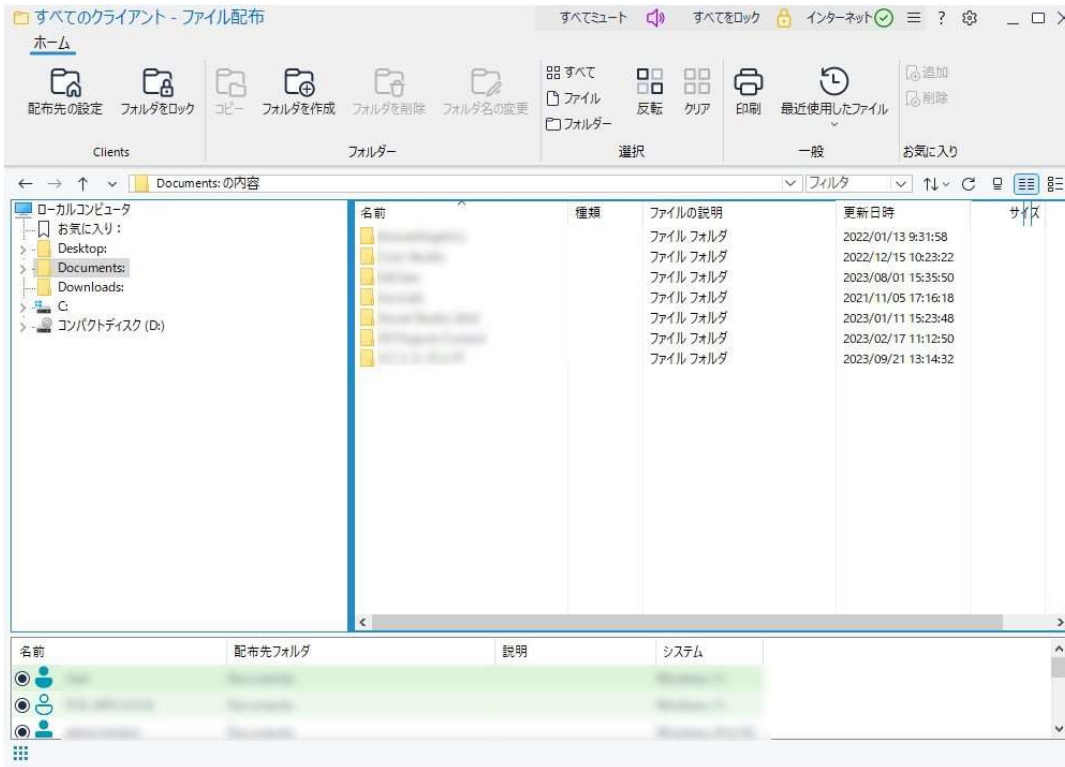 すべてのクライアント - ファイル配布 すべてミュート すべてをロック インターネット ?
ホーム
配布先の設定 フォルダをロック コピー フォルダを作成 フォルダを削除 フォルダ名の変更 すべて ファイル フォルダー 反転 クリア 印刷 最近使用したファイル 追加 削除
Clients フォルダー 選択 一般 お気に入り
Documents: の内容 フィルタ
ローカルコンピュータ
お気に入り:
Desktop:
Documents:
Downloads:
C:
コンパクトディスク (D:)
名前 種類 ファイルの説明 更新日時 サイズ
ファイル フォルダ 2022/01/13 9:31:58
ファイル フォルダ 2022/12/15 10:23:22
ファイル フォルダ 2023/08/01 15:35:50
ファイル フォルダ 2021/11/05 17:16:18
ファイル フォルダ 2023/01/11 15:23:48
ファイル フォルダ 2023/02/17 11:12:50
ファイル フォルダ 2023/09/21 13:14:32
名前 配布先フォルダ 説明 システム